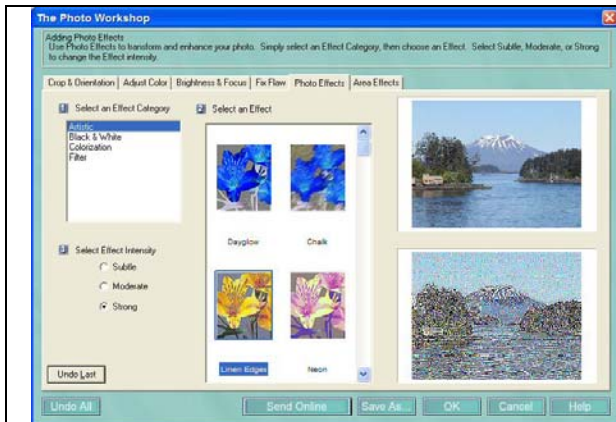 The Photo Workshop
Adding Photo Effects
Use Photo Effects to transform and enhance your photo. Simply select an Effect Category, then choose an Effect. Select Subtle, Moderate, or Strong
to change the Effect intensity.
Crop & Orientation Adjust Color Brightness & Focus Fix Flaw Photo Effects Area Effects
1 Select an Effect Category
Artistic
Black & White
Colorization
Filter
2 Select an Effect
Dayglow Chalk
Linen Edges Neon
3 Select Effect Intensity
Subtle
Moderate
Strong
Undo Last
Undo All Send Online Save As... OK Cancel Help